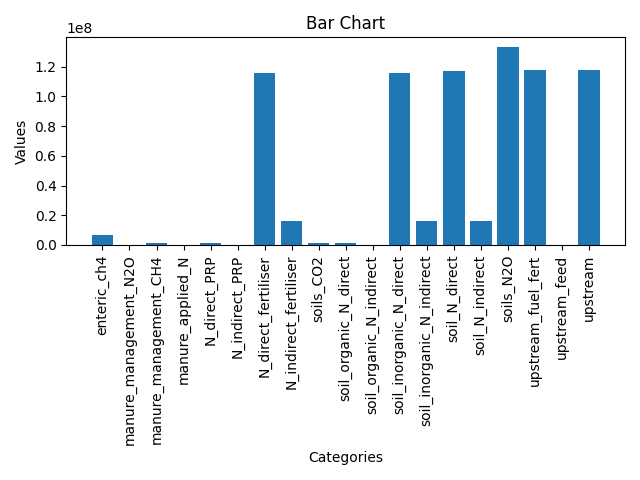 Bar Chart
1e8
Values
1.2
1.0
0.8
0.6
0.4
0.2
0.0
enteric_ch4
manure_management_N2O
manure_management_CH4
manure_applied_N
N_direct_PRP
N_indirect_PRP
N_direct_fertiliser
N_indirect_fertiliser
soils_CO2
soil_organic_N_direct
soil_organic_N_indirect
soil_inorganic_N_direct
soil_inorganic_N_indirect
soil_N_direct
soil_N_indirect
soils_N2O
upstream_fuel_fert
upstream_feed
upstream
Categories